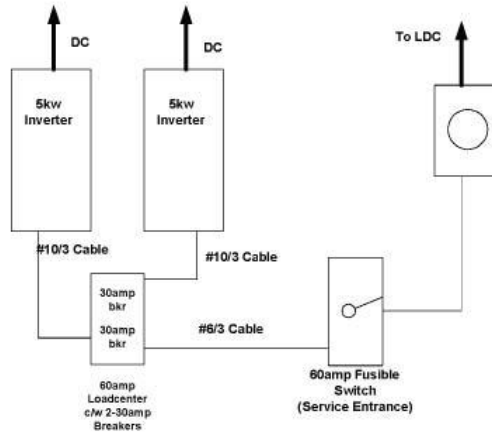 DC
DC
To LDC
5kw
Inverter
5kw
Inverter
#10/3 Cable
#10/3 Cable
30amp
bkr
30amp
bkr
#6/3 Cable
60amp
Loadcenter
c/w 2-30amp
Breakers
60amp Fusible
Switch
(Service Entrance)